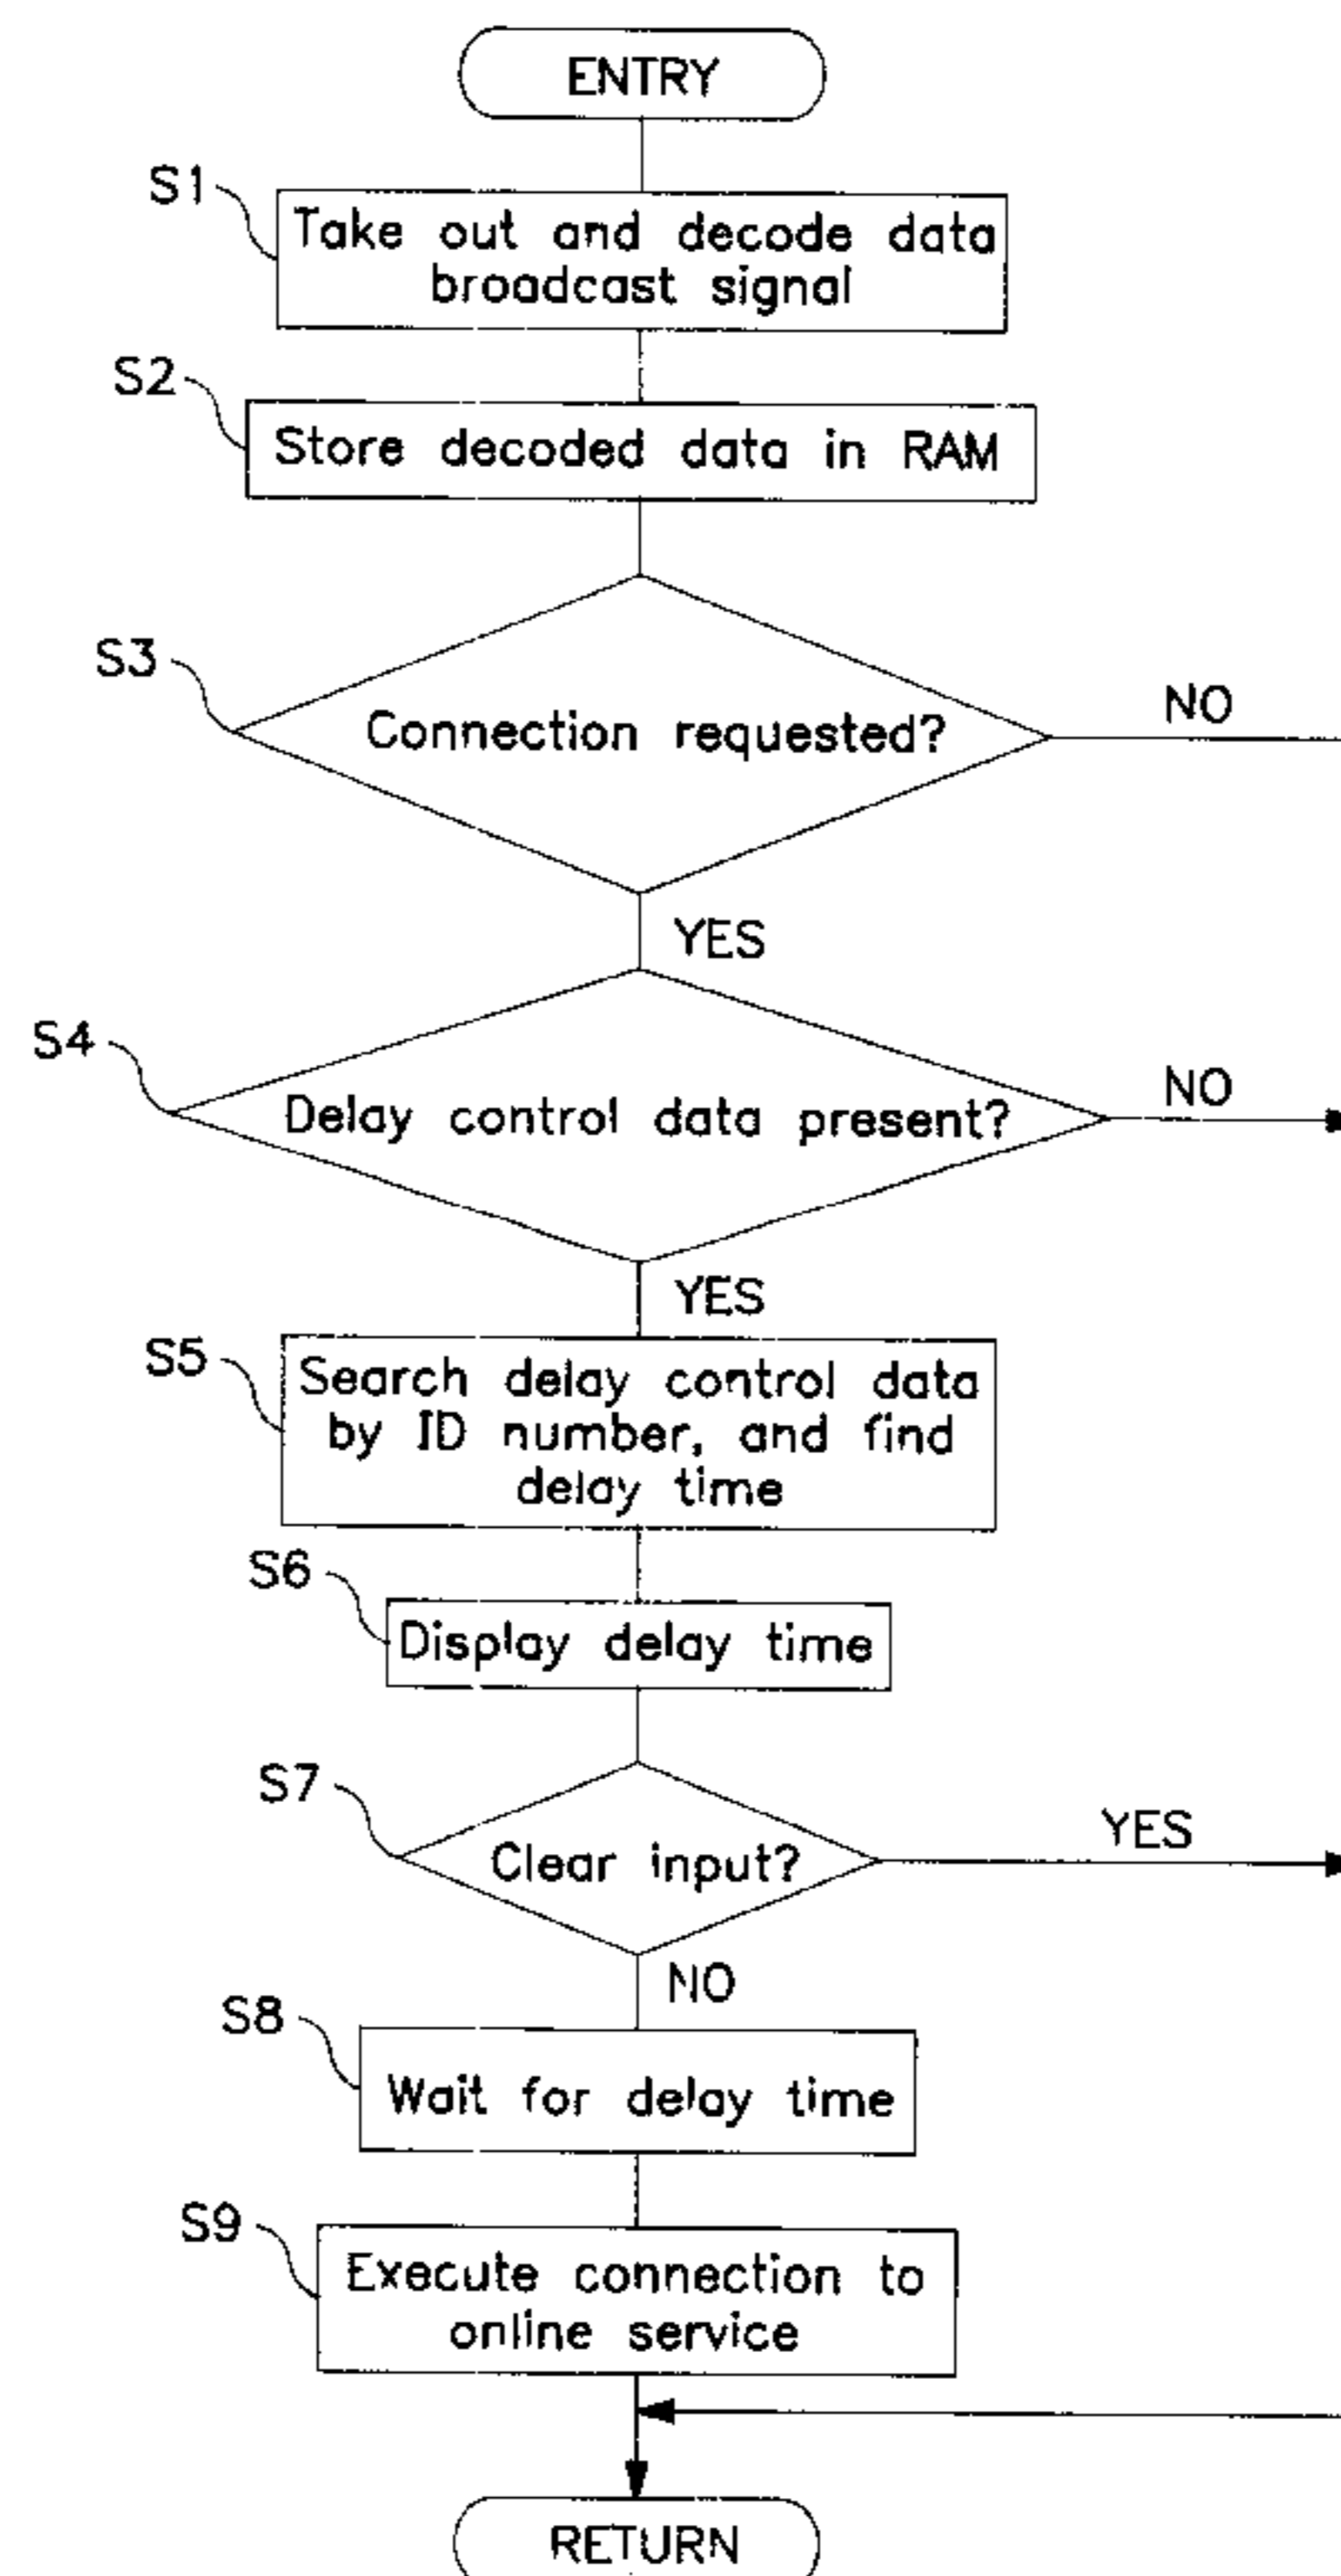 ENTRY
S1
Take out and decode data
broadcast signal
S2
Store decoded data in RAM
S3
Connection requested?
NO
YES
S4
Delay control data present?
NO
YES
S5
Search delay control data
by ID number, and find
delay time
S6
Display delay time
S7
Clear input?
YES
NO
S8
Wait for delay time
S9
Execute connection to
online service
RETURN